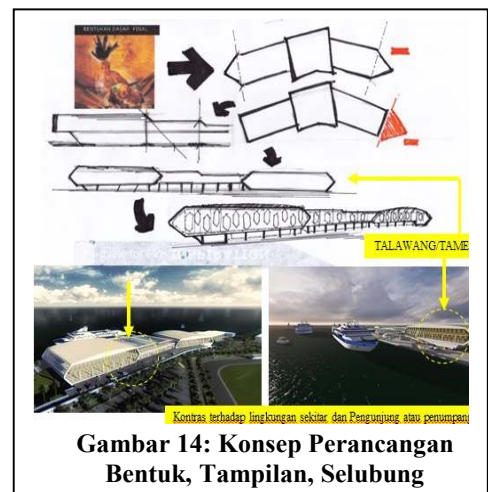 BENTUKAN DASAR FINAL
TALAWANG/TAME
Kontras terhadap lingkungan sekitar dan Pengunjung atau penumpang
Gambar 14: Konsep Perancangan
Bentuk, Tampilan, Selubung